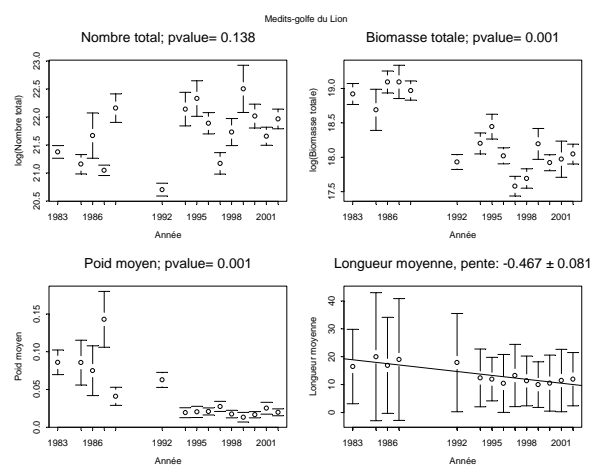 Medits-golfe du Lion
Nombre total; pvalue= 0.138
log(Nombre total)
20.5 21.0 21.5 22.0 22.5 23.0
1983 1986 1992 1995 1998 2001
Année
Biomasse totale; pvalue= 0.001
log(Biomasse totale)
17.5 18.0 18.5 19.0
1983 1986 1992 1995 1998 2001
Année
Poid moyen; pvalue= 0.001
Poid moyen
0.0 0.05 0.10 0.15
1983 1986 1992 1995 1998 2001
Année
Longueur moyenne, pente: -0.467 ± 0.081
Longueur moyenne
0 10 20 30 40
1983 1986 1992 1995 1998 2001
Année